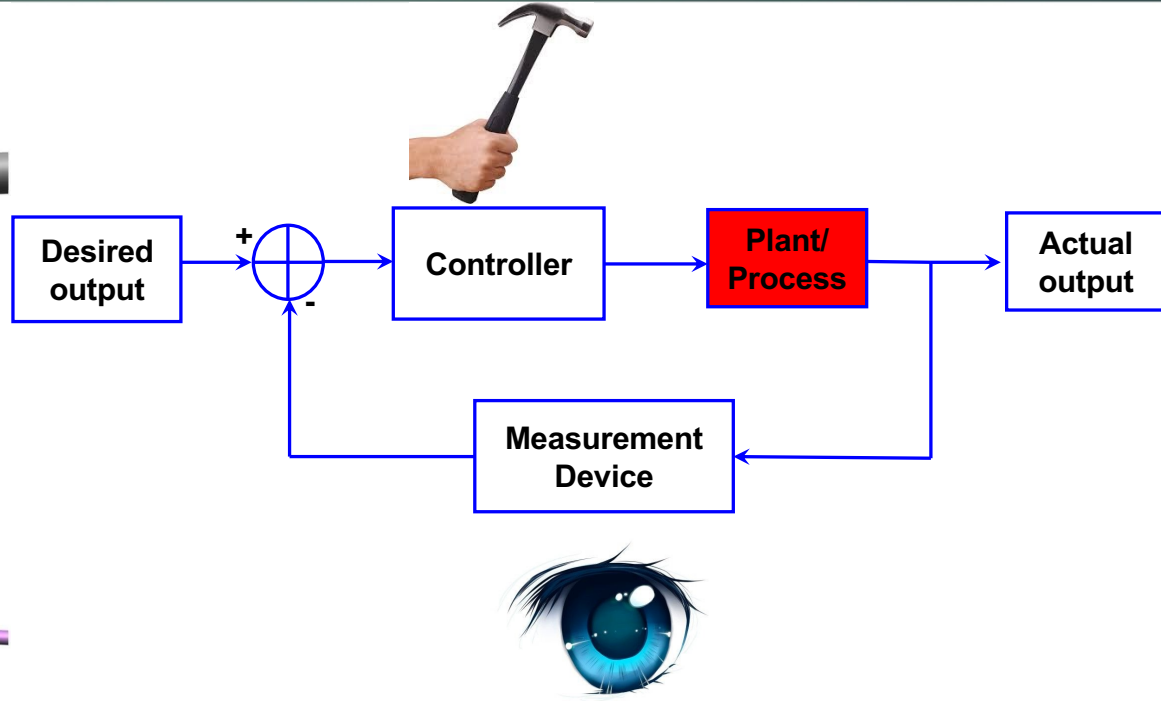 Desired
output
+
-
Controller
Plant/
Process
Actual
output
Measurement
Device